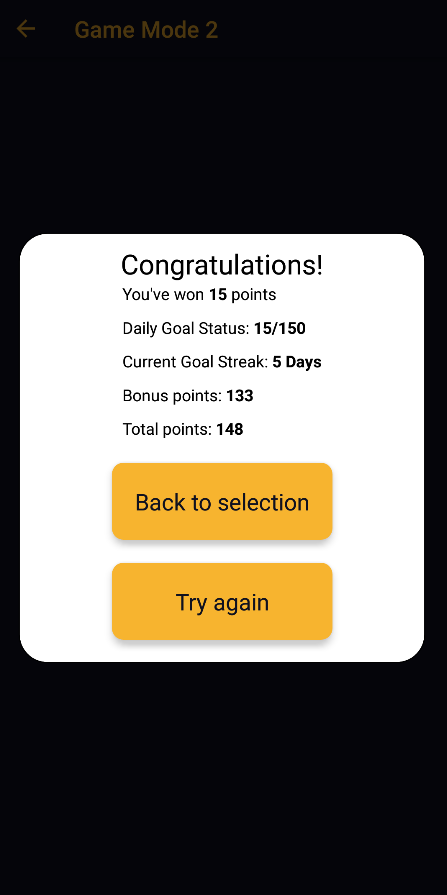 Game Mode 2
Congratulations!
You've won 15 points
Daily Goal Status: 15/150
Current Goal Streak: 5 Days
Bonus points: 133
Total points: 148
Back to selection
Try again